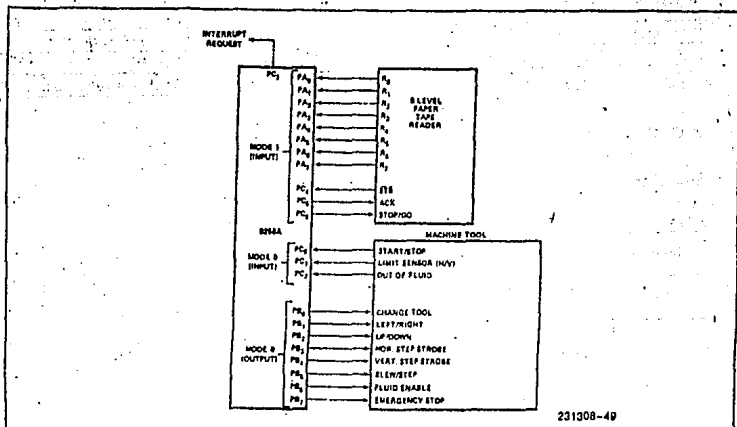 INTERRUPT
REQUEST
PC3
MODE 1
(INPUT)
PA0
PA1
PA2
PA3
PA4
PA5
PA6
PA7
PC4
PC5
PC6
R0
R1
R2
R3
R4
R5
R6
R7
8 LEVEL
PAPER
TAPE
READER
STB
ACK
STOP/GO
8255A
MACHINE TOOL
MODE 0
(INPUT)
PC0
PC1
PC2
START/STOP
LIMIT SENSOR (H/V)
OUT OF FLUID
MODE 0
(OUTPUT)
PB0
PB1
PB2
PB3
PB4
PB5
PB6
PB7
CHANGE TOOL
LEFT/RIGHT
UP/DOWN
HOR. STEP STROBE
VERT. STEP STROBE
SLEW/STEP
FLUID ENABLE
EMERGENCY STOP
231308-49